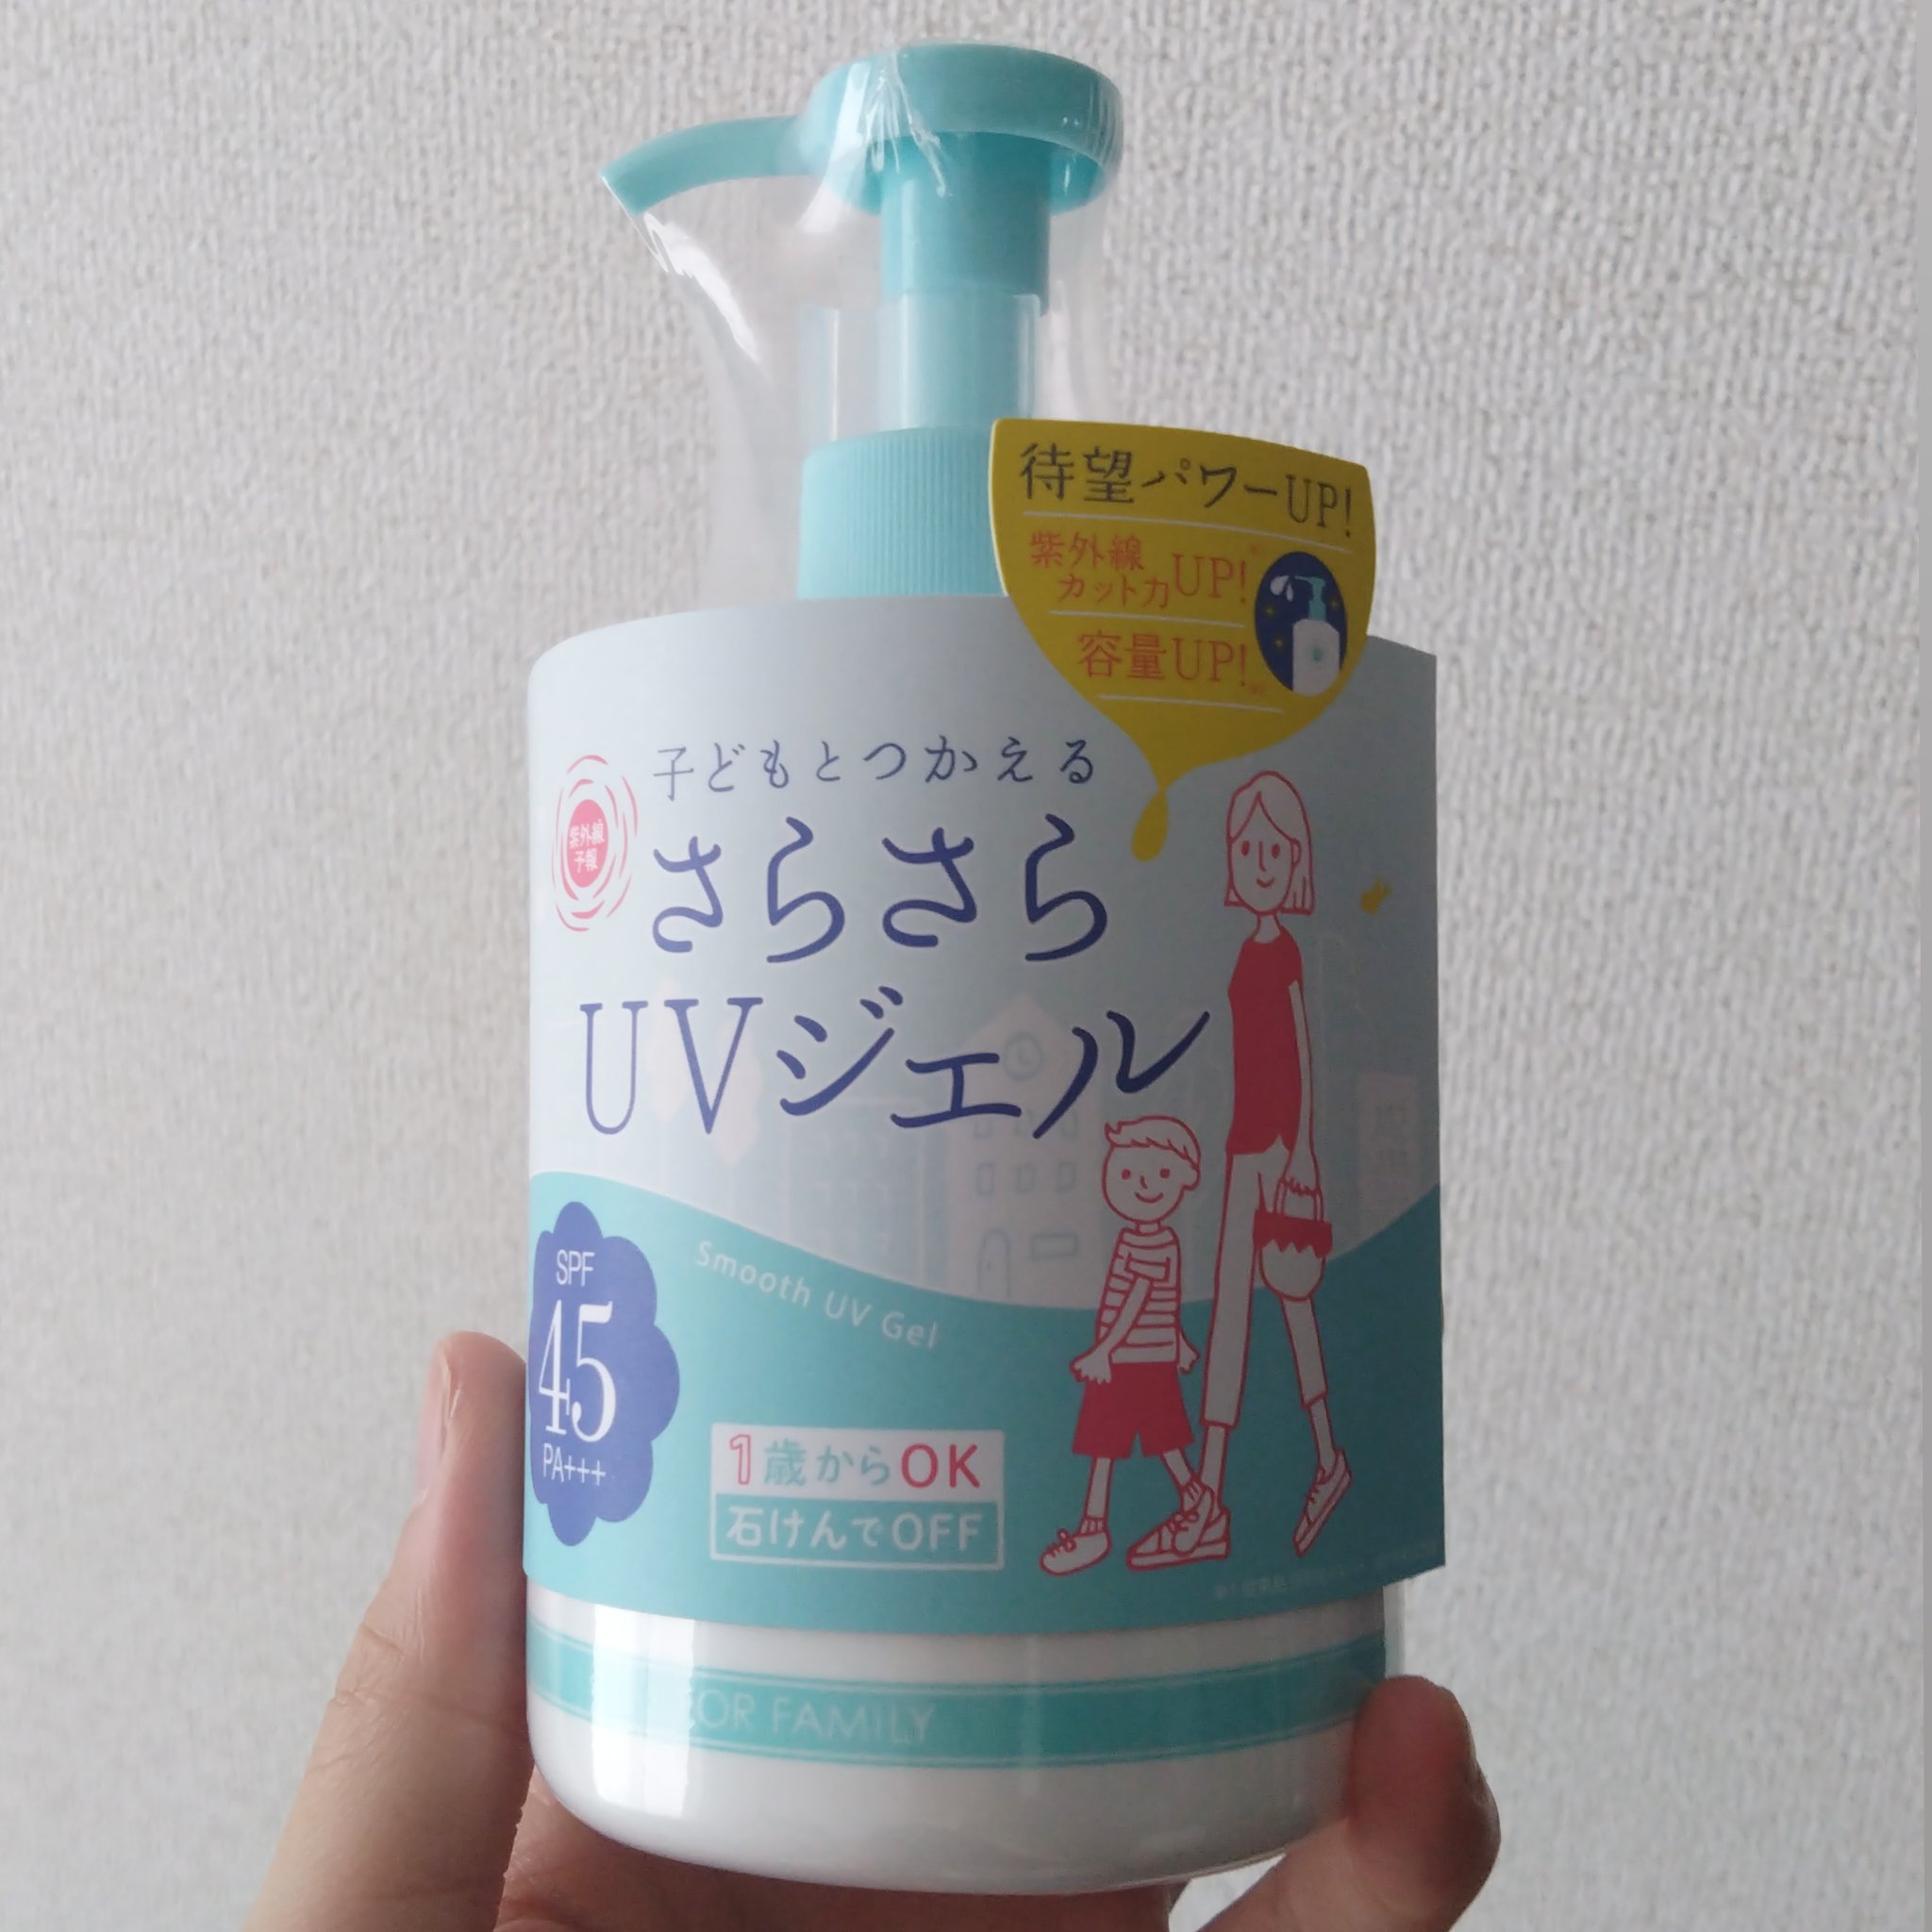 待望パワーUP!
紫外線
カット力UP!
容量UP!
子どもとつかえる
紫外線
予報
さらさら
UVジェル
Smooth UV Gel
SPF
45
PA+++
1歳からOK
石けんでOFF
FOR FAMILY